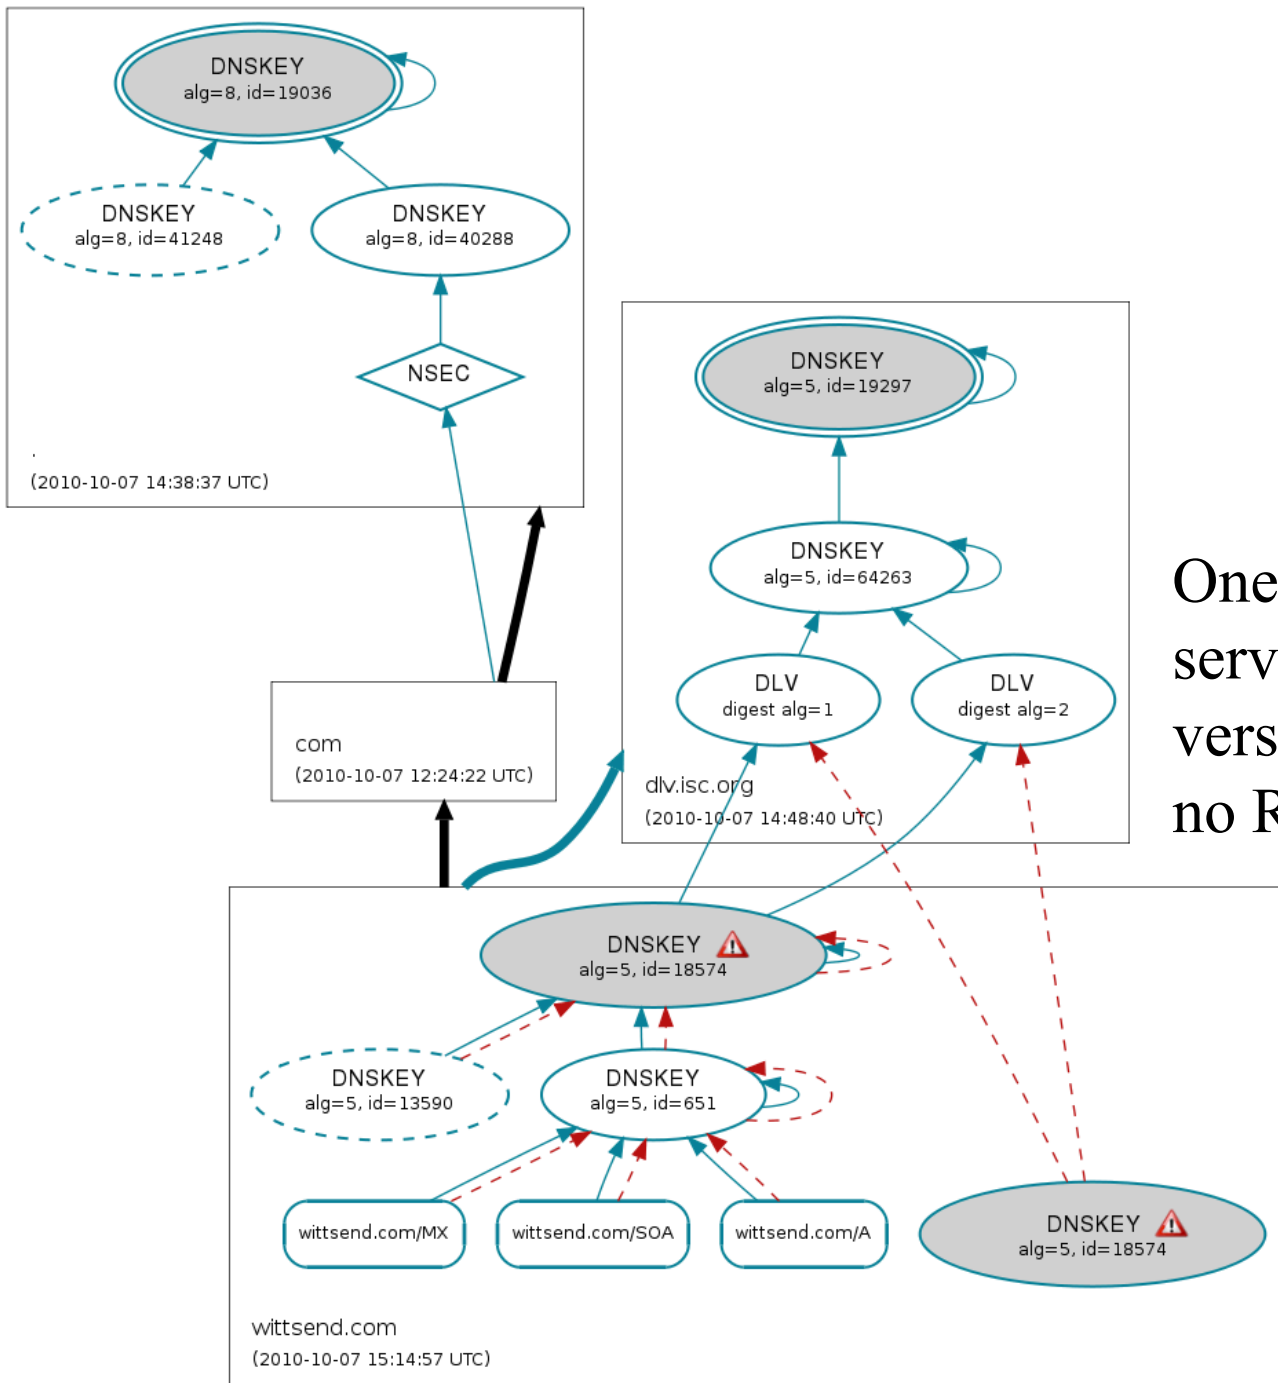 DNSKEY
alg=8, id=19036
DNSKEY
alg=8, id=41248
DNSKEY
alg=8, id=40288
NSEC
.
(2010-10-07 14:38:37 UTC)
DNSKEY
alg=5, id=19297
DNSKEY
alg=5, id=64263
DLV
digest alg=1
DLV
digest alg=2
dlv.isc.org
(2010-10-07 14:48:40 UTC)
One
serv
vers
no R
com
(2010-10-07 12:24:22 UTC)
DNSKEY
alg=5, id=18574
DNSKEY
alg=5, id=13590
DNSKEY
alg=5, id=651
wittsend.com/MX
wittsend.com/SOA
wittsend.com/A
DNSKEY
alg=5, id=18574
wittsend.com
(2010-10-07 15:14:57 UTC)